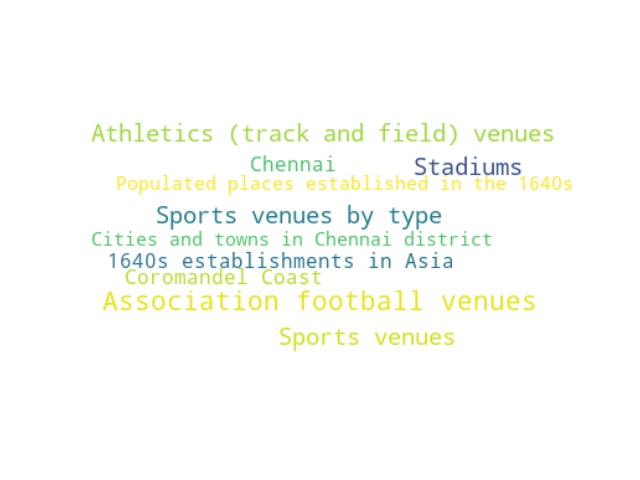 Athletics (track and field) venues
Chennai
Stadiums
Populated places established in the 1640s
Sports venues by type
Cities and towns in Chennai district
1640s establishments in Asia
Coromandel Coast
Association football venues
Sports venues